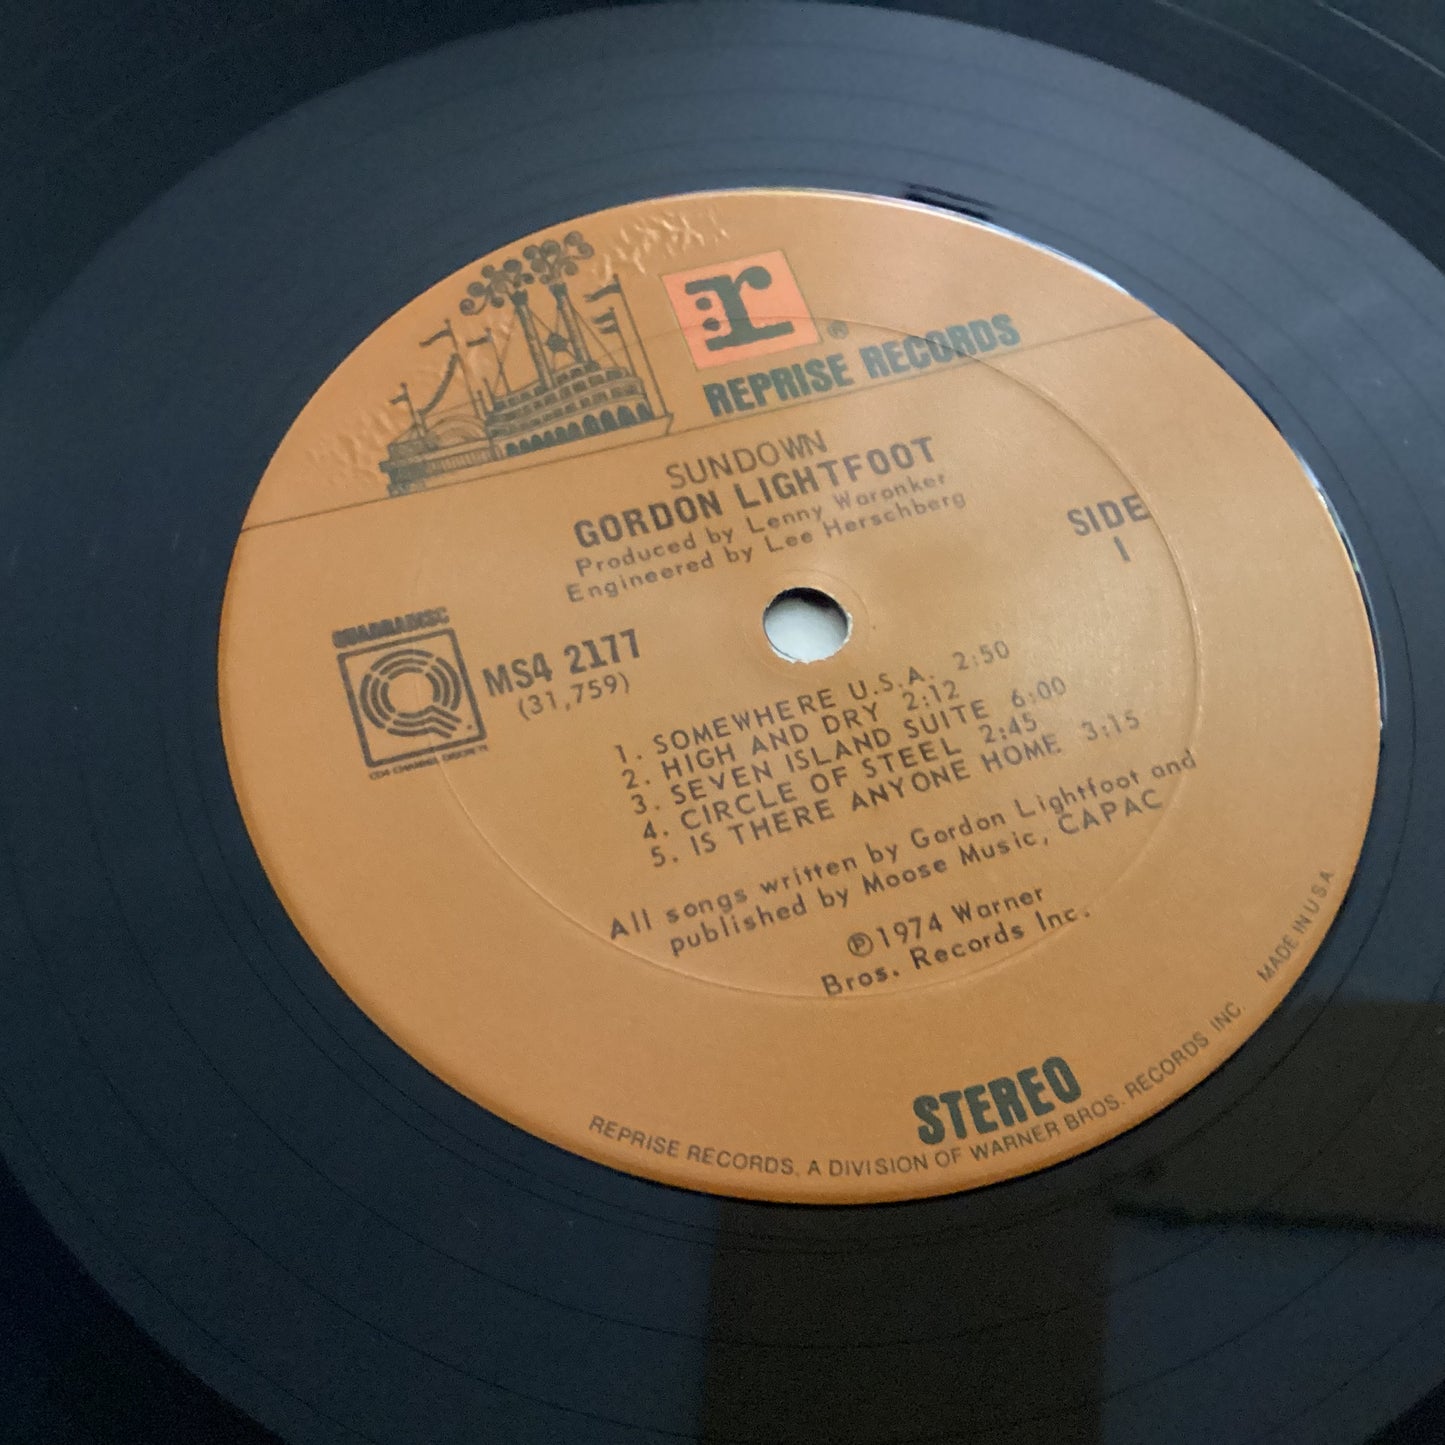 r
®
REPRISE RECORDS
SUNDOWN
GORDON LIGHTFOOT
Produced by Lenny Waronker
Engineered by Lee Herschberg
SIDE
1
QUADRADISC
MS4 2177
(31,759)
1. SOMEWHERE U.S.A. 2:50
2. HIGH AND DRY 2:12
3. SEVEN ISLAND SUITE 6:00
4. CIRCLE OF STEEL 2:45
5. IS THERE ANYONE HOME 3:15
All songs written by Gordon Lightfoot and
published by Moose Music, CAPAC
℗1974 Warner
Bros. Records Inc.
STEREO
REPRISE RECORDS, A DIVISION OF WARNER BROS. RECORDS INC. MADE IN U.S.A.